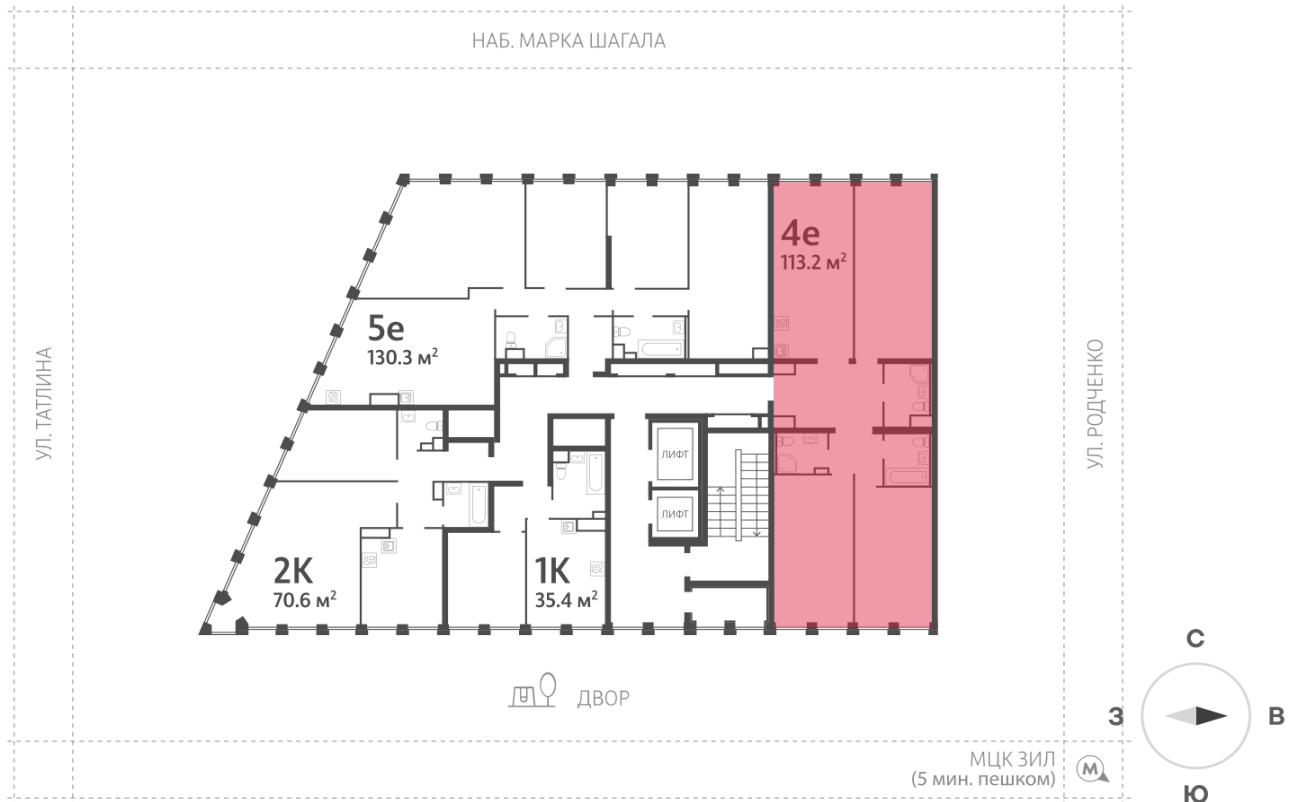 НАБ. МАРКА ШАГАЛА
4е
113.2 м²
5е
130.3 м²
УЛ. ТАТЛИНА
УЛ. РОДЧЕНКО
ЛИФТ
ЛИФТ
2К
70.6 м²
1К
35.4 м²
ДВОР
С
З
В
Ю
МЦК ЗИЛ
(5 мин. пешком)
М